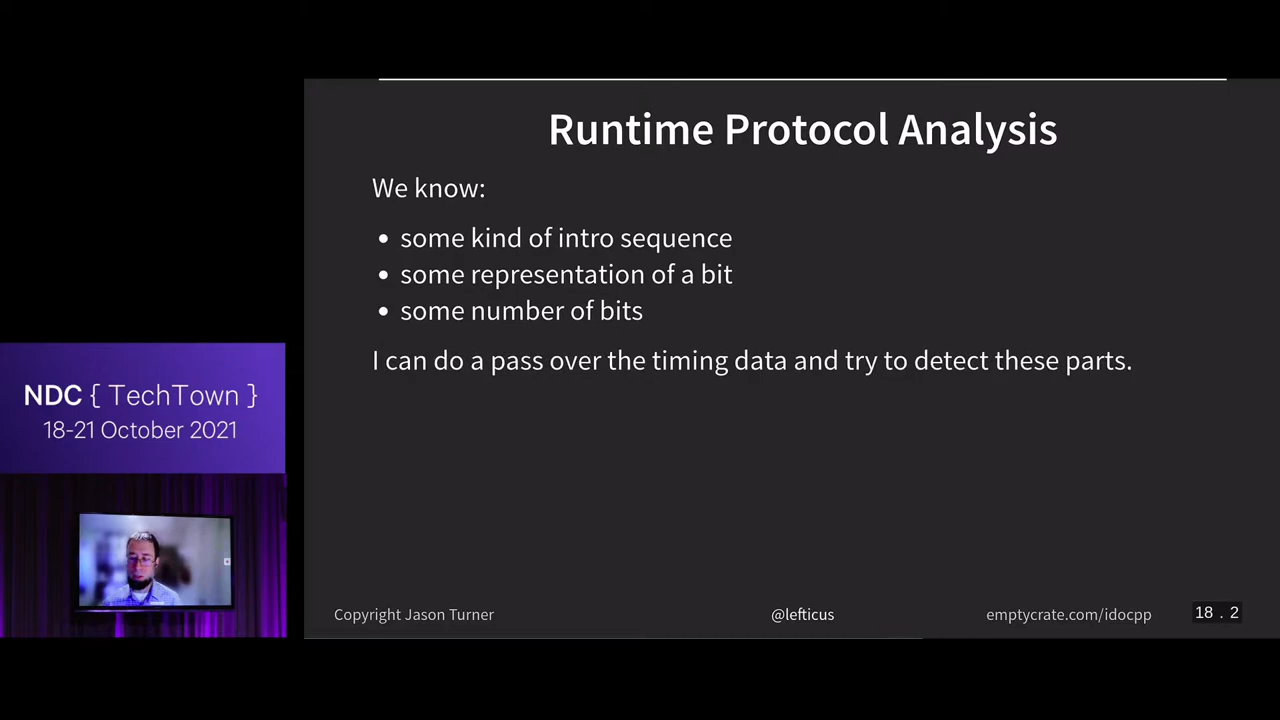 Runtime Protocol Analysis
We know:
some kind of intro sequence
some representation of a bit
some number of bits
I can do a pass over the timing data and try to detect these parts.
NDC { TechTown }
18-21 October 2021
Copyright Jason Turner
@lefticus
emptycrate.com/idocpp
18 . 2